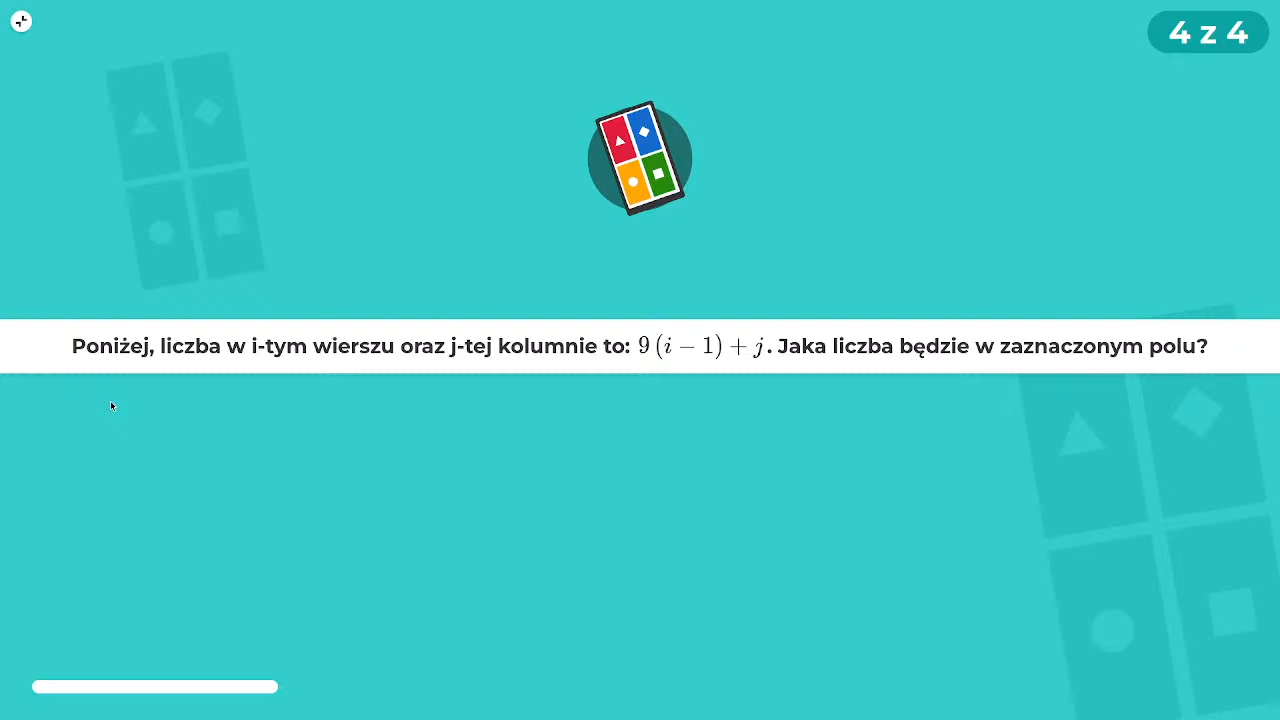 4 z 4
Poniżej, liczba w i-tym wierszu oraz j-tej kolumnie to: 9 (i − 1) + j. Jaka liczba będzie w zaznaczonym polu?